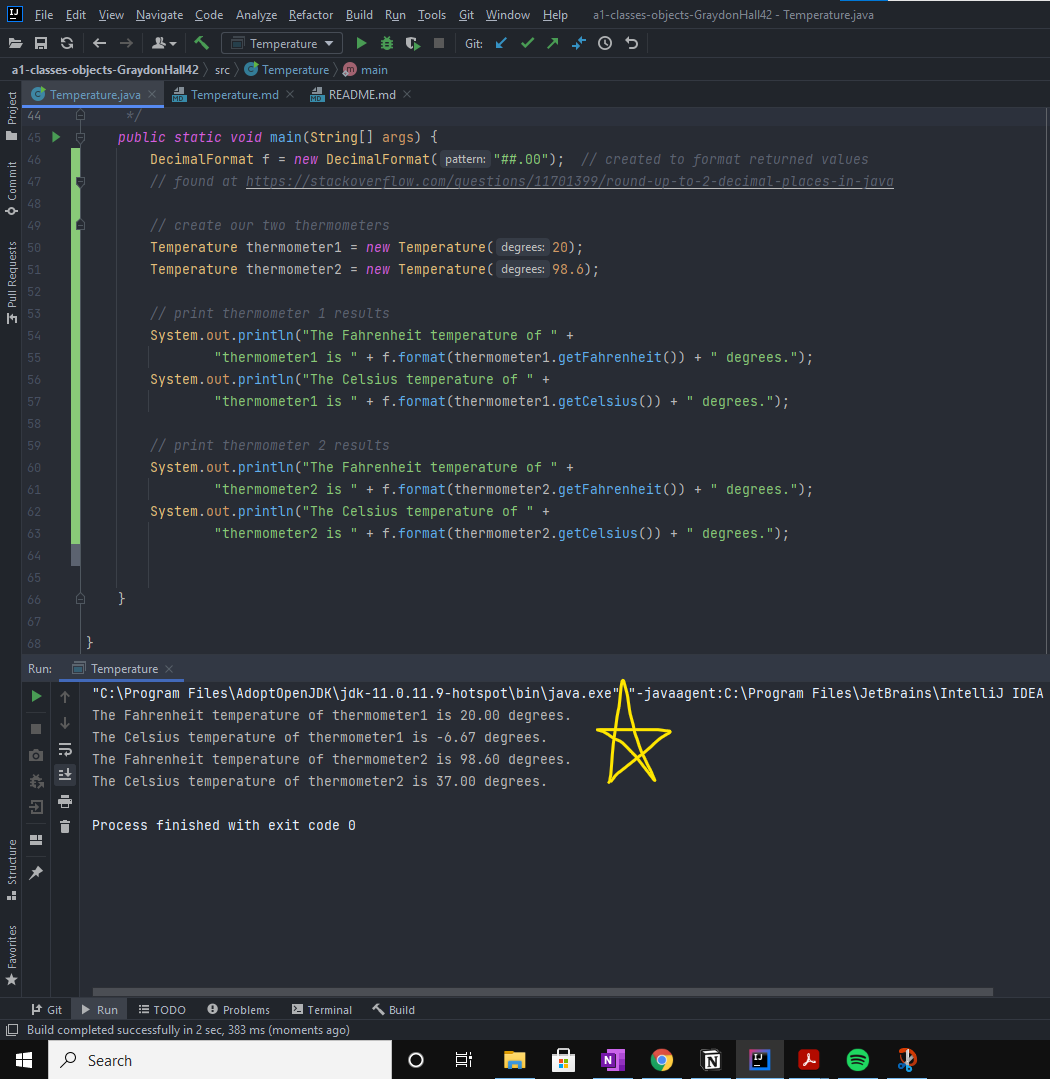 File Edit View Navigate Code Analyze Refactor Build Run Tools Git Window Help a1-classes-objects-GraydonHall42 - Temperature.java
Temperature Git:
a1-classes-objects-GraydonHall42 src Temperature main
Temperature.java Temperature.md README.md
Project
Commit
Pull Requests
44 */
45 public static void main(String[] args) {
46 DecimalFormat f = new DecimalFormat( pattern: "##.00"); // created to format returned values
47 // found at https://stackoverflow.com/questions/11701399/round-up-to-2-decimal-places-in-java
48
49 // create our two thermometers
50 Temperature thermometer1 = new Temperature( degrees: 20);
51 Temperature thermometer2 = new Temperature( degrees: 98.6);
52
53 // print thermometer 1 results
54 System.out.println("The Fahrenheit temperature of " +
55 "thermometer1 is " + f.format(thermometer1.getFahrenheit()) + " degrees.");
56 System.out.println("The Celsius temperature of " +
57 "thermometer1 is " + f.format(thermometer1.getCelsius()) + " degrees.");
58
59 // print thermometer 2 results
60 System.out.println("The Fahrenheit temperature of " +
61 "thermometer2 is " + f.format(thermometer2.getFahrenheit()) + " degrees.");
62 System.out.println("The Celsius temperature of " +
63 "thermometer2 is " + f.format(thermometer2.getCelsius()) + " degrees.");
64
65
66 }
67
68 }
Run: Temperature
"C:\Program Files\AdoptOpenJDK\jdk-11.0.11.9-hotspot\bin\java.exe" "-javaagent:C:\Program Files\JetBrains\IntelliJ IDEA
The Fahrenheit temperature of thermometer1 is 20.00 degrees.
The Celsius temperature of thermometer1 is -6.67 degrees.
The Fahrenheit temperature of thermometer2 is 98.60 degrees.
The Celsius temperature of thermometer2 is 37.00 degrees.
Process finished with exit code 0
Structure
Favorites
Git Run TODO Problems Terminal Build
Build completed successfully in 2 sec, 383 ms (moments ago)
Search